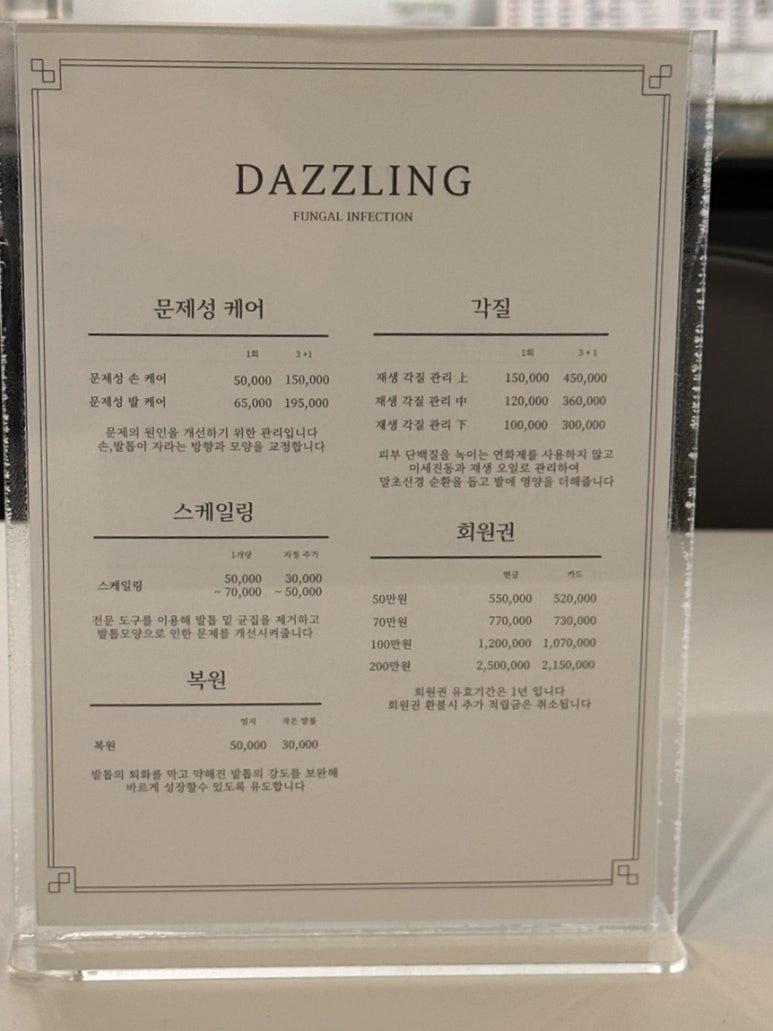 DAZZLING
FUNGAL INFECTION
문제성 케어
1회 3+1
문제성 손 케어 50,000 150,000
문제성 발 케어 65,000 195,000
문제의 원인을 개선하기 위한 관리입니다
손,발톱이 자라는 방향과 모양을 교정합니다
스케일링
1개당 지정 주기
스케일링 50,000 30,000
~ 70,000 ~ 50,000
전문 도구를 이용해 발톱 밑 균집을 제거하고
발톱모양으로 인한 문제를 개선시켜줍니다
복원
엄지 작은 발톱
복원 50,000 30,000
발톱의 퇴화를 막고 약해진 발톱의 강도를 보완해
바르게 성장할수 있도록 유도합니다
각질
1회 3+1
재생 각질 관리 上 150,000 450,000
재생 각질 관리 中 120,000 360,000
재생 각질 관리 下 100,000 300,000
피부 단백질을 녹이는 연화제를 사용하지 않고
미세진동과 재생 오일로 관리하여
말초신경 순환을 돕고 발에 영양을 더해줍니다
회원권
현금 카드
50만원 550,000 520,000
70만원 770,000 730,000
100만원 1,200,000 1,070,000
200만원 2,500,000 2,150,000
회원권 유효기간은 1년 입니다
회원권 환불시 추가 적립금은 취소됩니다